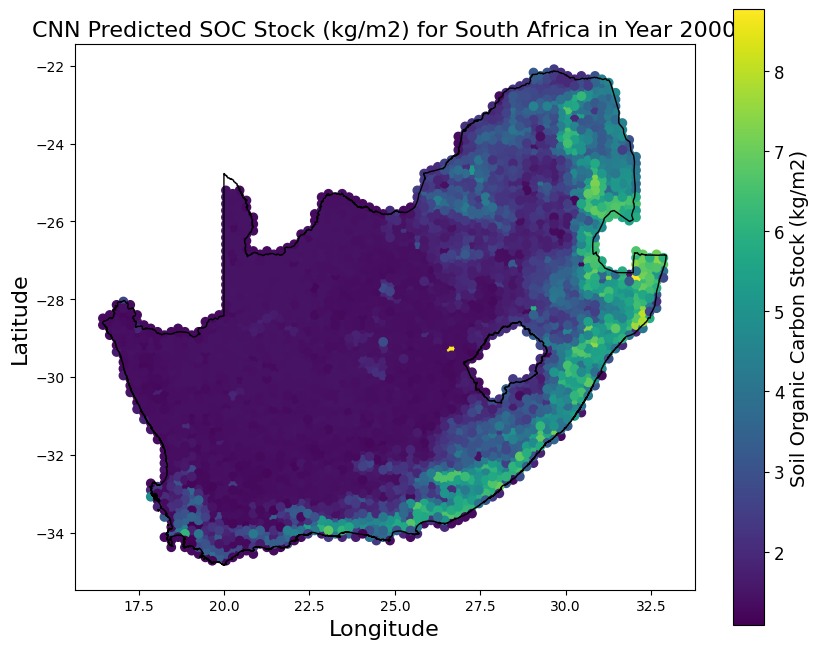 CNN Predicted SOC Stock (kg/m2) for South Africa in Year 2000
−22
−24
−26
−28
−30
−32
−34
Latitude
17.5 20.0 22.5 25.0 27.5 30.0 32.5
Longitude
8
7
6
5
4
3
2
Soil Organic Carbon Stock (kg/m2)